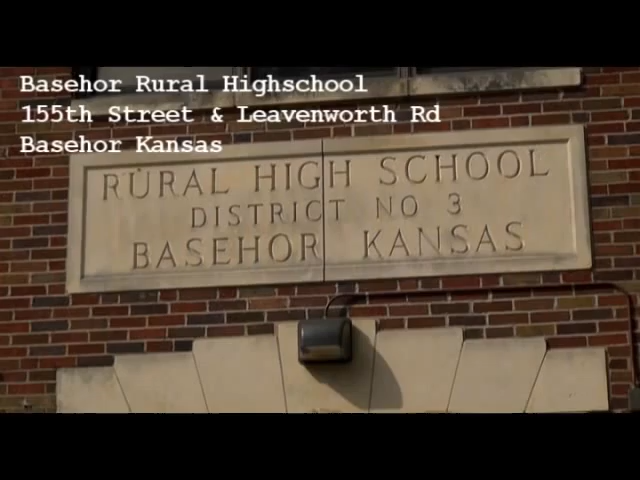 Basehor Rural Highschool
155th Street & Leavenworth Rd
Basehor Kansas
RURAL HIGH SCHOOL
DISTRICT NO 3
BASEHOR KANSAS